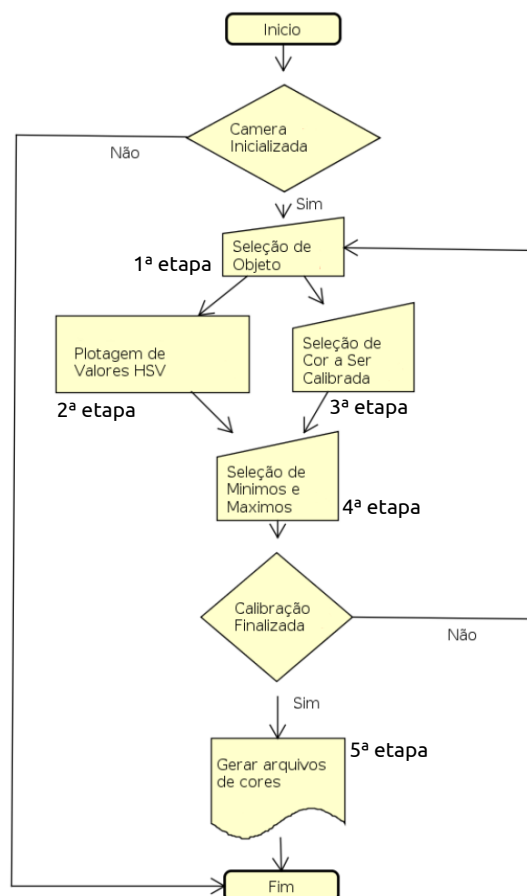 Inicio
Camera
Inicializada
Não
Sim
1ª etapa
Seleção de
Objeto
Plotagem de
Valores HSV
2ª etapa
Seleção de
Cor a Ser
Calibrada
3ª etapa
Seleção de
Minimos e
Maximos
4ª etapa
Calibração
Finalizada
Não
Sim
5ª etapa
Gerar arquivos
de cores
Fim